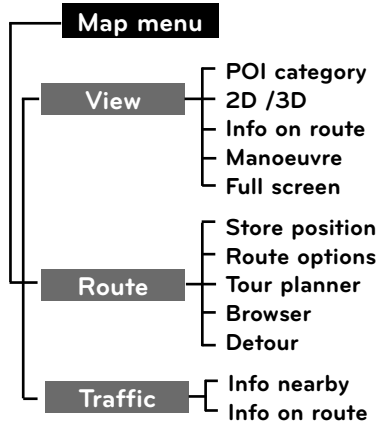 Map menu
View
POI category
2D /3D
Info on route
Manoeuvre
Full screen
Route
Store position
Route options
Tour planner
Browser
Detour
Traffic
Info nearby
Info on route